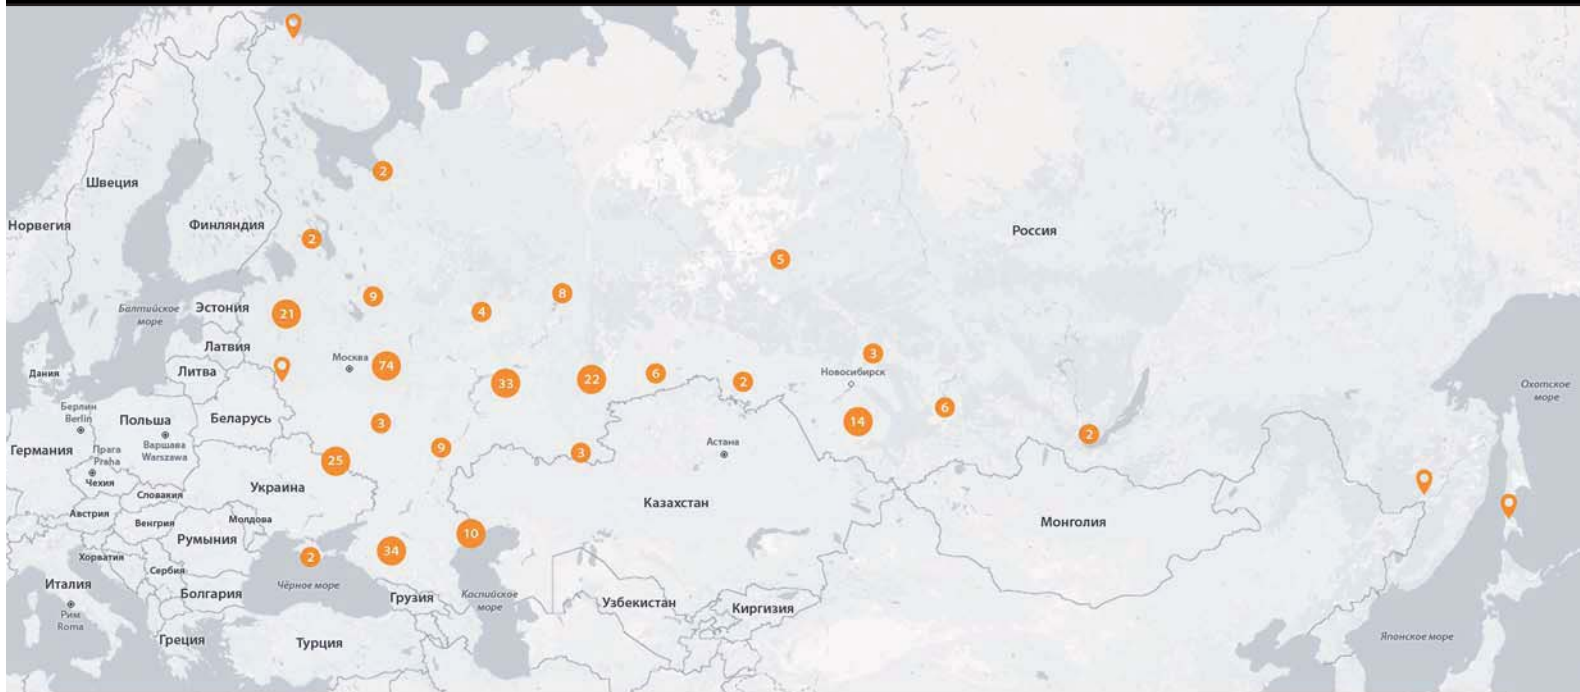 2
Швеция
Норвегия
Финляндия
Россия
2
5
8
9
Балтийское
море
Эстония
4
21
Латвия
3
Москва
74
Дания
Литва
33
22
6
2
Новосибирск
Охотское
море
Берлин
Berlin
Польша
Беларусь
3
14
6
2
Варшава
Warszawa
Астана
Германия
Прага
Praha
9
3
25
Чехия
Словакия
Украина
Казахстан
Австрия
Венгрия
Молдова
Монголия
Румыния
10
Хорватия
2
34
Сербия
Италия
Болгария
Чёрное море
Грузия
Каспийское
море
Узбекистан
Киргизия
Рим
Roma
Греция
Турция
Японское море